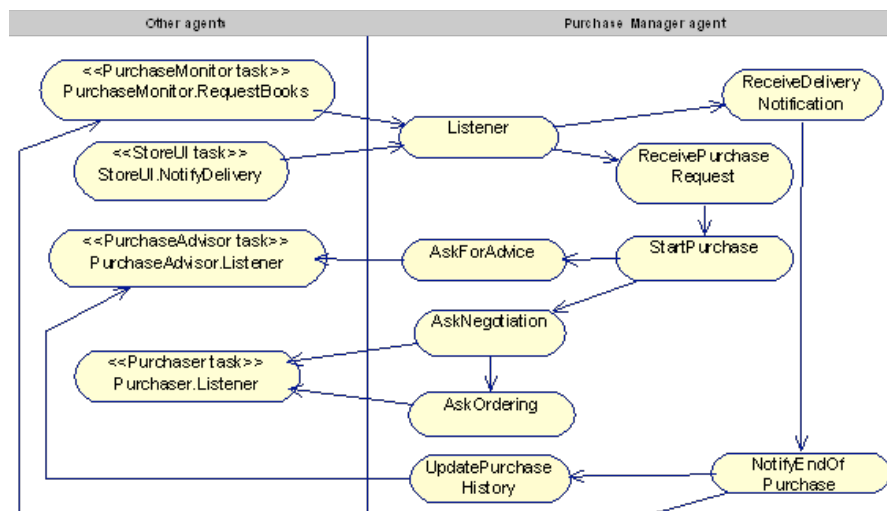 Other agents
Purchase Manager agent
<<PurchaseMonitor task>>
PurchaseMonitor.RequestBooks
ReceiveDelivery
Notification
Listener
<<StoreUI task>>
StoreUI.NotifyDelivery
ReceivePurchase
Request
<<PurchaseAdvisor task>>
PurchaseAdvisor.Listener
AskForAdvice
StartPurchase
AskNegotiation
<<Purchaser task>>
Purchaser.Listener
AskOrdering
UpdatePurchase
History
NotifyEndOf
Purchase